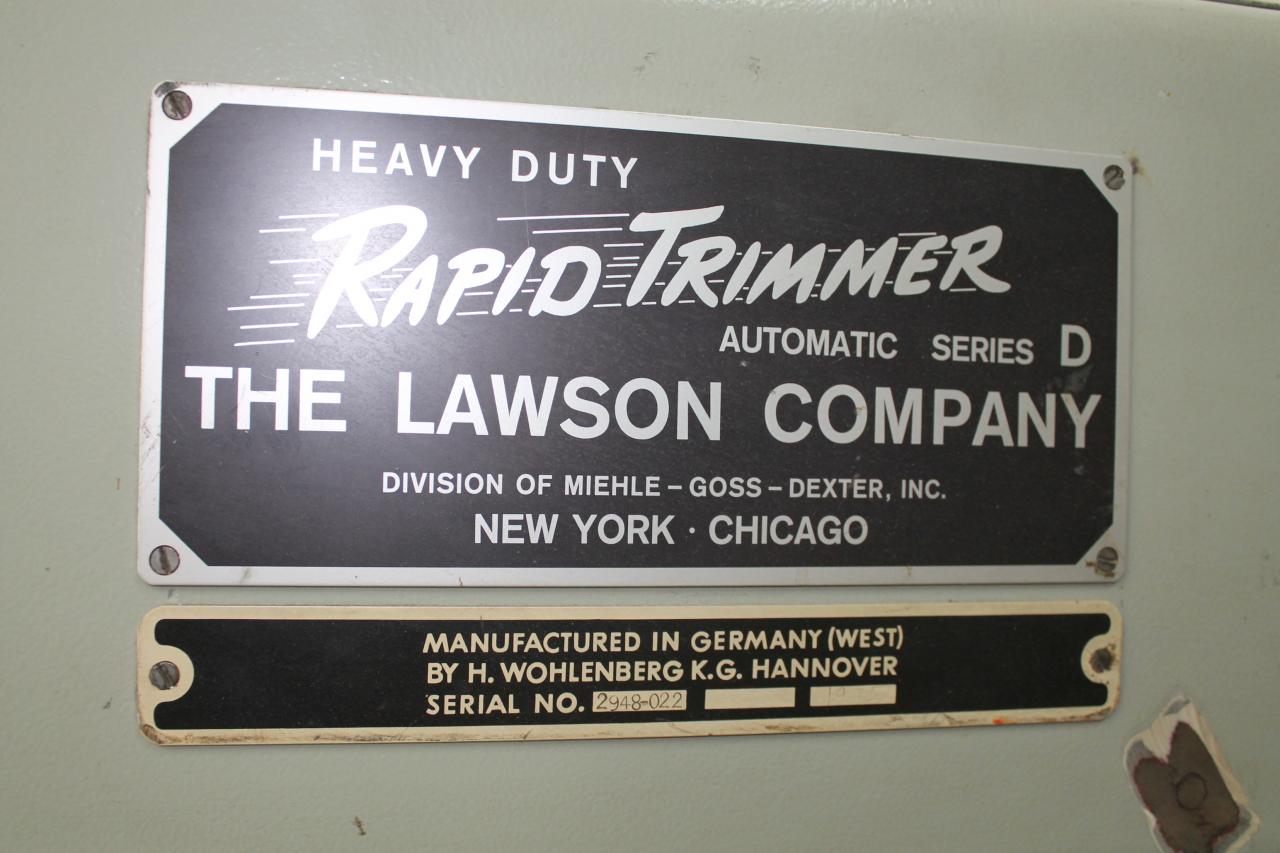 HEAVY DUTY
RAPID TRIMMER
AUTOMATIC SERIES D
THE LAWSON COMPANY
DIVISION OF MIEHLE – GOSS – DEXTER, INC.
NEW YORK · CHICAGO
MANUFACTURED IN GERMANY (WEST)
BY H. WOHLENBERG K.G. HANNOVER
SERIAL NO. 2948-022